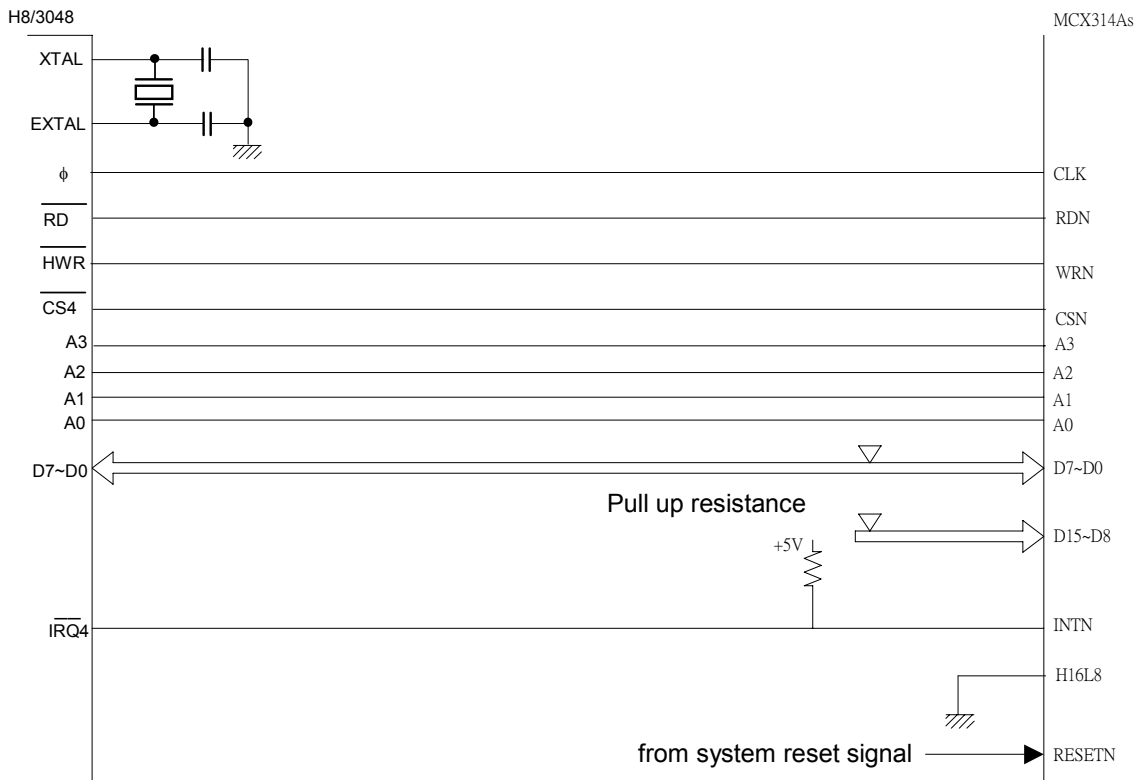 H8/3048
MCX314As
XTAL
EXTAL
ϕ
CLK
RD
RDN
HWR
WRN
CS4
CSN
A3
A3
A2
A2
A1
A1
A0
A0
D7~D0
D7~D0
Pull up resistance
D15~D8
+5V
IRQ4
INTN
H16L8
from system reset signal
RESETN